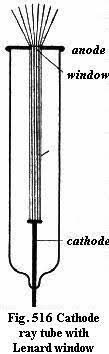 anode
window
cathode
Fig. 516 Cathode
ray tube with
Lenard window